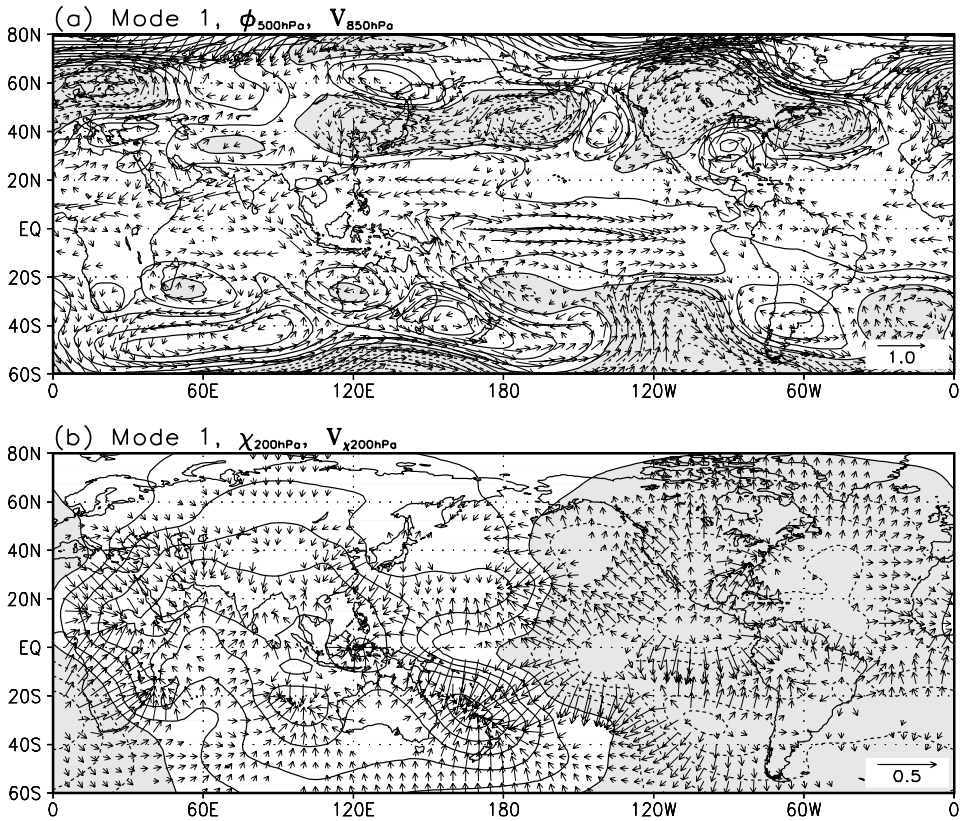 (a) Mode 1, ϕ500hPa, V850hPa
80N
60N
40N
20N
EQ
20S
40S
60S
1.0
0 60E 120E 180 120W 60W 0
(b) Mode 1, χ200hPa, Vχ200hPa
80N
60N
40N
20N
EQ
20S
40S
60S
0.5
0 60E 120E 180 120W 60W 0